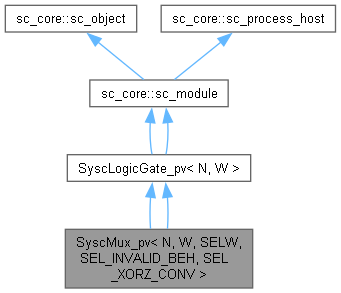 sc_core::sc_object
sc_core::sc_process_host
sc_core::sc_module
SyscLogicGate_pv< N, W >
SyscMux_pv< N, W, SELW,
SEL_INVALID_BEH, SEL
_XORZ_CONV >